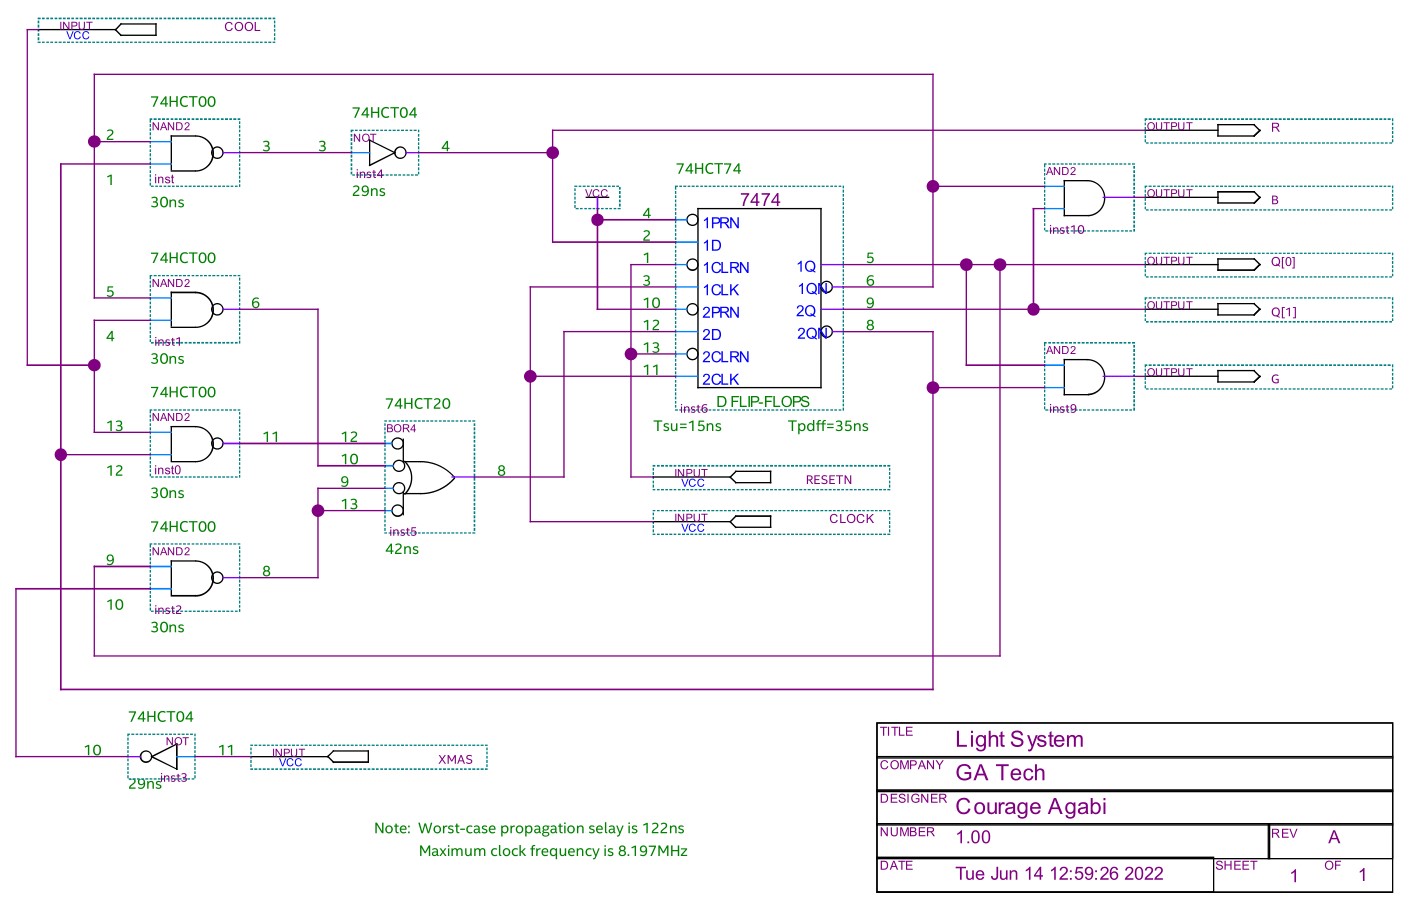 INPUT
VCC
COOL
74HCT00
NAND2
2
1
inst
30ns
3
3
74HCT04
NOT
inst4
29ns
4
OUTPUT
R
74HCT00
NAND2
5
4
inst1
30ns
6
VCC
74HCT74
7474
4
1PRN
2
1D
1
1CLRN
1Q
5
3
1CLK
1QN
6
10
2PRN
2Q
9
12
2D
2QN
8
13
2CLRN
11
2CLK
D FLIP-FLOPS
inst6
Tsu=15ns
Tpdff=35ns
AND2
inst10
OUTPUT
B
OUTPUT
Q[0]
OUTPUT
Q[1]
AND2
inst9
OUTPUT
G
74HCT00
NAND2
13
12
inst0
30ns
11
74HCT20
BOR4
12
10
9
13
inst5
42ns
8
INPUT
VCC
RESETN
INPUT
VCC
CLOCK
74HCT00
NAND2
9
10
inst2
30ns
8
74HCT04
NOT
10
11
inst3
29ns
INPUT
VCC
XMAS
Note: Worst-case propagation selay is 122ns
Maximum clock frequency is 8.197MHz
TITLE Light System
COMPANY GA Tech
DESIGNER Courage Agabi
NUMBER 1.00 REV A
DATE Tue Jun 14 12:59:26 2022 SHEET 1 OF 1